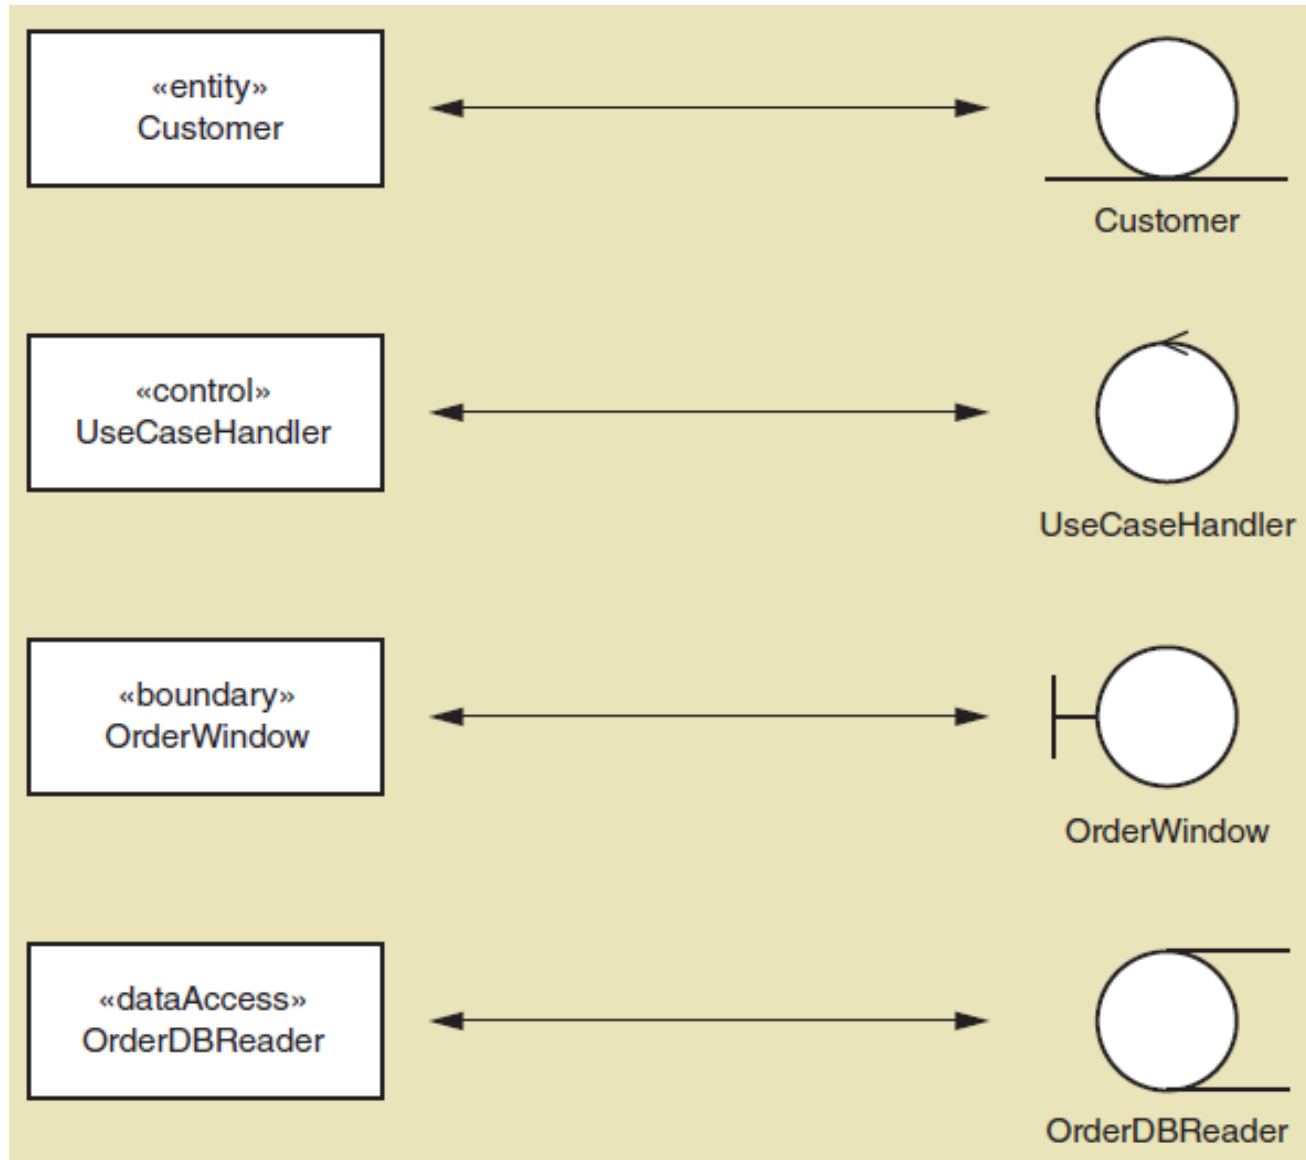 «entity»
Customer
Customer
«control»
UseCaseHandler
UseCaseHandler
«boundary»
OrderWindow
OrderWindow
«dataAccess»
OrderDBReader
OrderDBReader